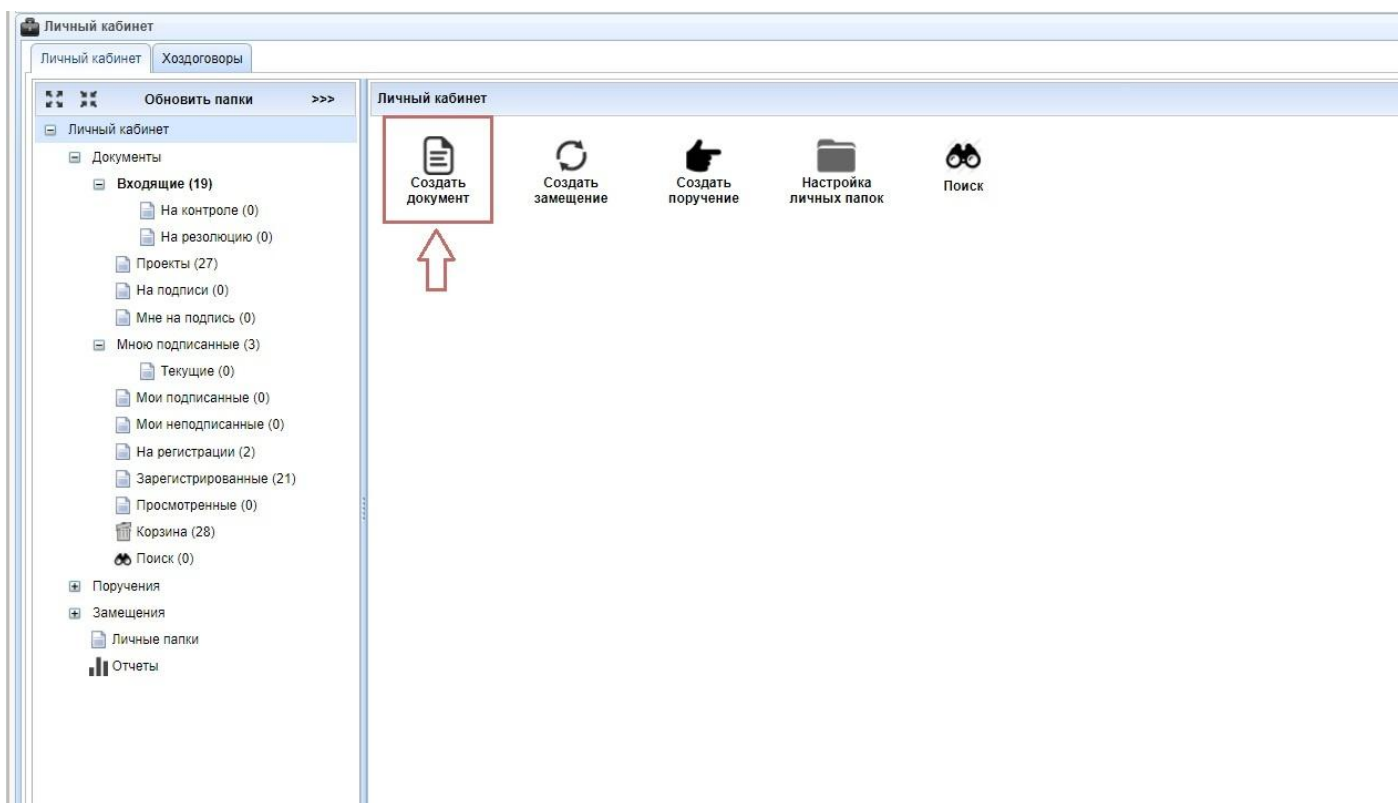 Личный кабинет
Личный кабинет
Хоздоговоры
Обновить папки >>>
Личный кабинет
Документы
Входящие (19)
На контроле (0)
На резолюцию (0)
Проекты (27)
На подписи (0)
Мне на подпись (0)
Мною подписанные (3)
Текущие (0)
Мои подписанные (0)
Мои неподписанные (0)
На регистрации (2)
Зарегистрированные (21)
Просмотренные (0)
Корзина (28)
Поиск (0)
Поручения
Замещения
Личные папки
Отчеты
Личный кабинет
Создать
документ
Создать
замещение
Создать
поручение
Настройка
личных папок
Поиск